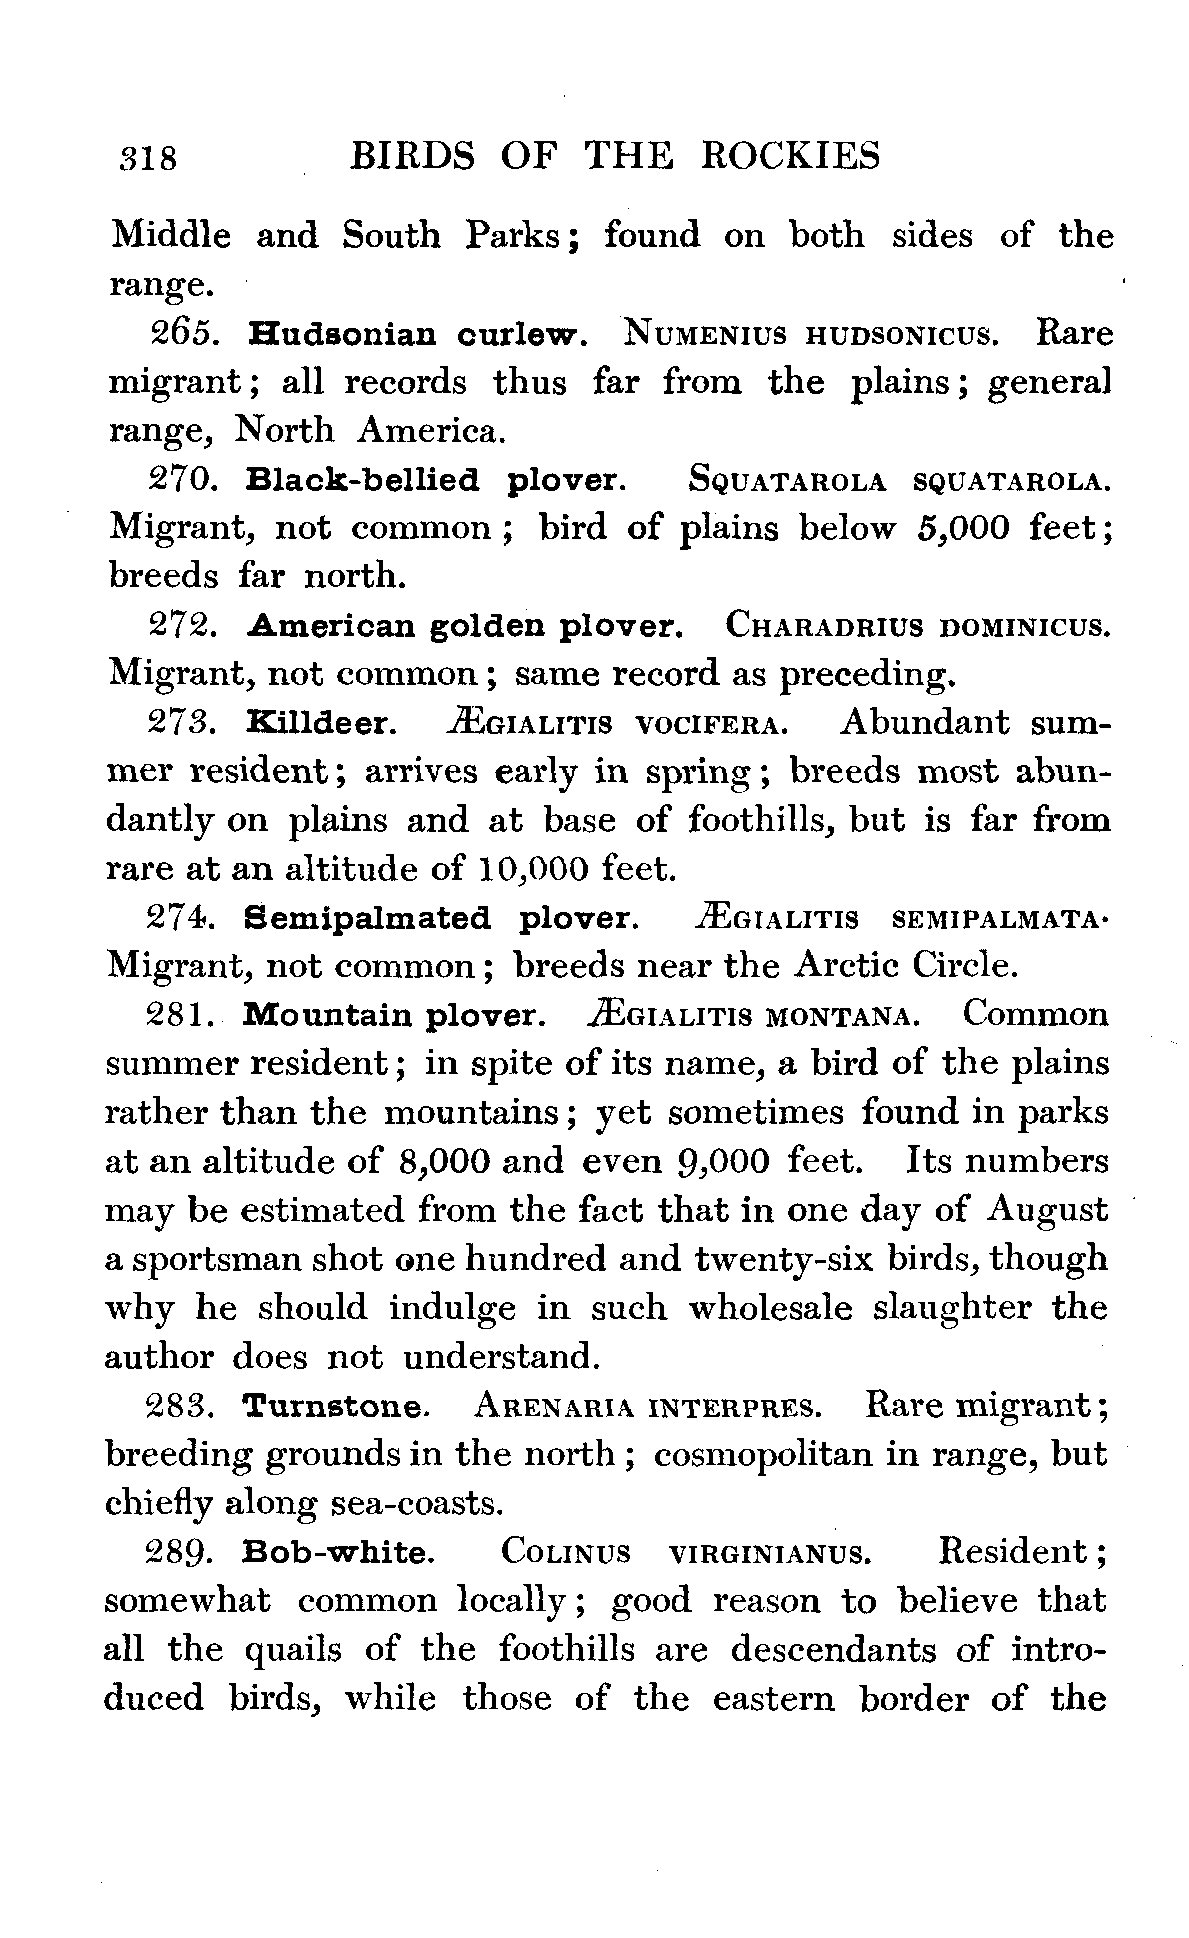 318 BIRDS OF THE ROCKIES
Middle and South Parks; found on both sides of the
range.
265. Hudsonian curlew. NUMENIUS HUDSONICUS. Rare
migrant; all records thus far from the plains; general
range, North America.
270. Black-bellied plover. SQUATAROLA SQUATAROLA.
Migrant, not common; bird of plains below 5,000 feet;
breeds far north.
272. American golden plover. CHARADRIUS DOMINICUS.
Migrant, not common; same record as preceding.
273. Killdeer. ÆGIALITIS VOCIFERA. Abundant sum-
mer resident; arrives early in spring; breeds most abun-
dantly on plains and at base of foothills, but is far from
rare at an altitude of 10,000 feet.
274. Semipalmated plover. ÆGIALITIS SEMIPALMATA.
Migrant, not common; breeds near the Arctic Circle.
281. Mountain plover. ÆGIALITIS MONTANA. Common
summer resident; in spite of its name, a bird of the plains
rather than the mountains; yet sometimes found in parks
at an altitude of 8,000 and even 9,000 feet. Its numbers
may be estimated from the fact that in one day of August
a sportsman shot one hundred and twenty-six birds, though
why he should indulge in such wholesale slaughter the
author does not understand.
283. Turnstone. ARENARIA INTERPRES. Rare migrant;
breeding grounds in the north; cosmopolitan in range, but
chiefly along sea-coasts.
289. Bob-white. COLINUS VIRGINIANUS. Resident;
somewhat common locally; good reason to believe that
all the quails of the foothills are descendants of intro-
duced birds, while those of the eastern border of the